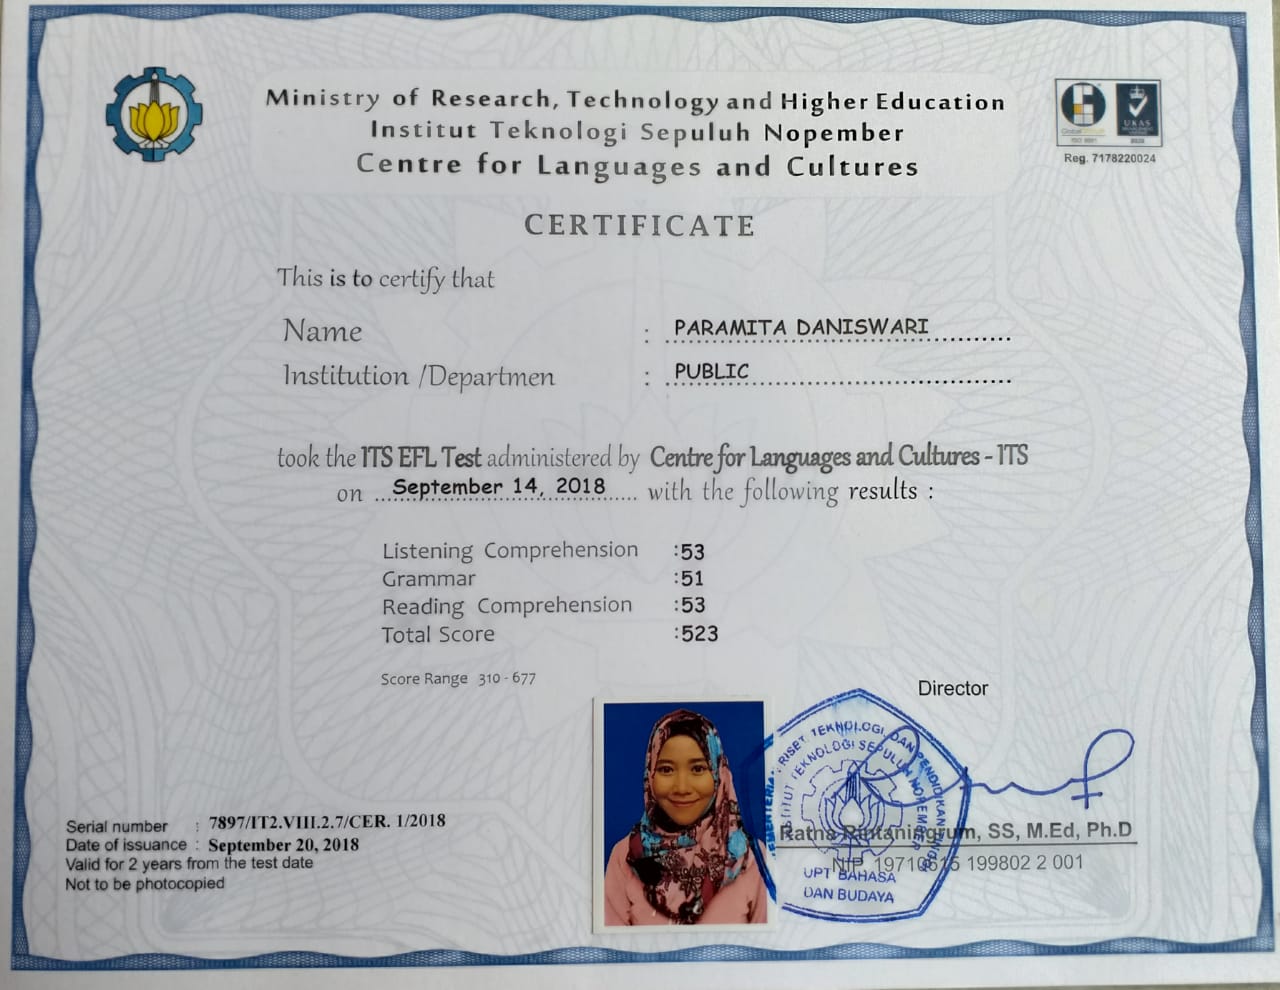 Ministry of Research, Technology and Higher Education
Institut Teknologi Sepuluh Nopember
Centre for Languages and Cultures
Global
ISO 9001
UKAS
MANAGEMENT
SYSTEMS
Reg. 7178220024
CERTIFICATE
This is to certify that
Name : PARAMITA DANISWARI
Institution /Departmen : PUBLIC
took the ITS EFL Test administered by Centre for Languages and Cultures - ITS
on September 14, 2018 with the following results :
Listening Comprehension :53
Grammar :51
Reading Comprehension :53
Total Score :523
Score Range 310 - 677
Director
RISET, TEKNOLOGI, DAN PENDIDIKAN TINGGI
INSTITUT TEKNOLOGI SEPULUH NOPEMBER
UPT BAHASA
DAN BUDAYA
Ratna Rintaningrum, SS, M.Ed, Ph.D
NIP 199802 2 001
Serial number : 7897/IT2.VIII.2.7/CER. 1/2018
Date of issuance : September 20, 2018
Valid for 2 years from the test date
Not to be photocopied